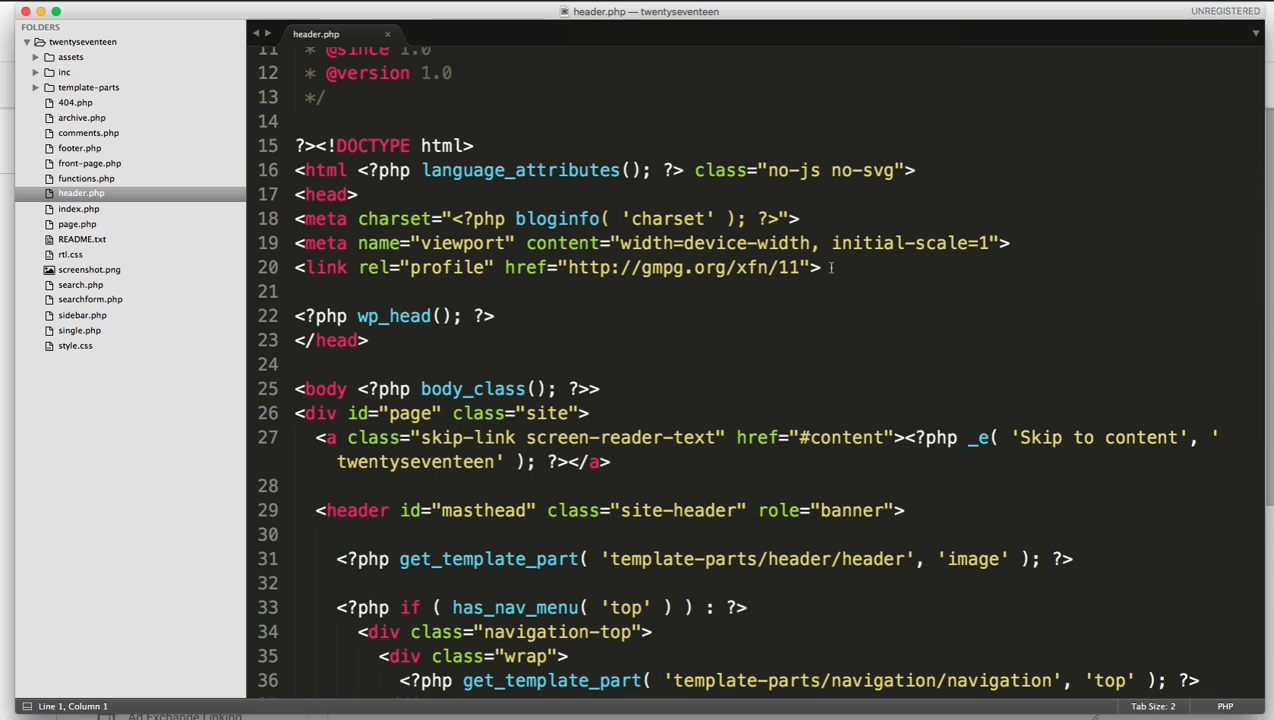 header.php — twentyseventeen
UNREGISTERED
FOLDERS
twentyseventeen
assets
inc
template-parts
404.php
archive.php
comments.php
footer.php
front-page.php
functions.php
header.php
index.php
page.php
README.txt
rtl.css
screenshot.png
search.php
searchform.php
sidebar.php
single.php
style.css
header.php
11 * @since 1.0
12 * @version 1.0
13 */
14
15 ?><!DOCTYPE html>
16 <html <?php language_attributes(); ?> class="no-js no-svg">
17 <head>
18 <meta charset="<?php bloginfo( 'charset' ); ?>">
19 <meta name="viewport" content="width=device-width, initial-scale=1">
20 <link rel="profile" href="http://gmpg.org/xfn/11">
21
22 <?php wp_head(); ?>
23 </head>
24
25 <body <?php body_class(); ?>>
26 <div id="page" class="site">
27 <a class="skip-link screen-reader-text" href="#content"><?php _e( 'Skip to content', '
twentyseventeen' ); ?></a>
28
29 <header id="masthead" class="site-header" role="banner">
30
31 <?php get_template_part( 'template-parts/header/header', 'image' ); ?>
32
33 <?php if ( has_nav_menu( 'top' ) ) : ?>
34 <div class="navigation-top">
35 <div class="wrap">
36 <?php get_template_part( 'template-parts/navigation/navigation', 'top' ); ?>
Line 1, Column 1
Tab Size: 2
PHP
Ad Exchange Linking